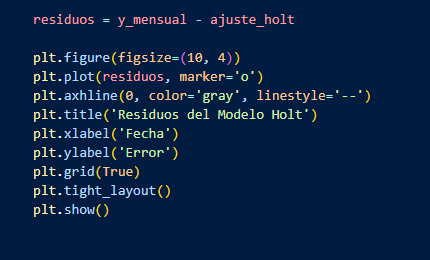 residuos = y_mensual - ajuste_holt
plt.figure(figsize=(10, 4))
plt.plot(residuos, marker='o')
plt.axhline(0, color='gray', linestyle='--')
plt.title('Residuos del Modelo Holt')
plt.xlabel('Fecha')
plt.ylabel('Error')
plt.grid(True)
plt.tight_layout()
plt.show()